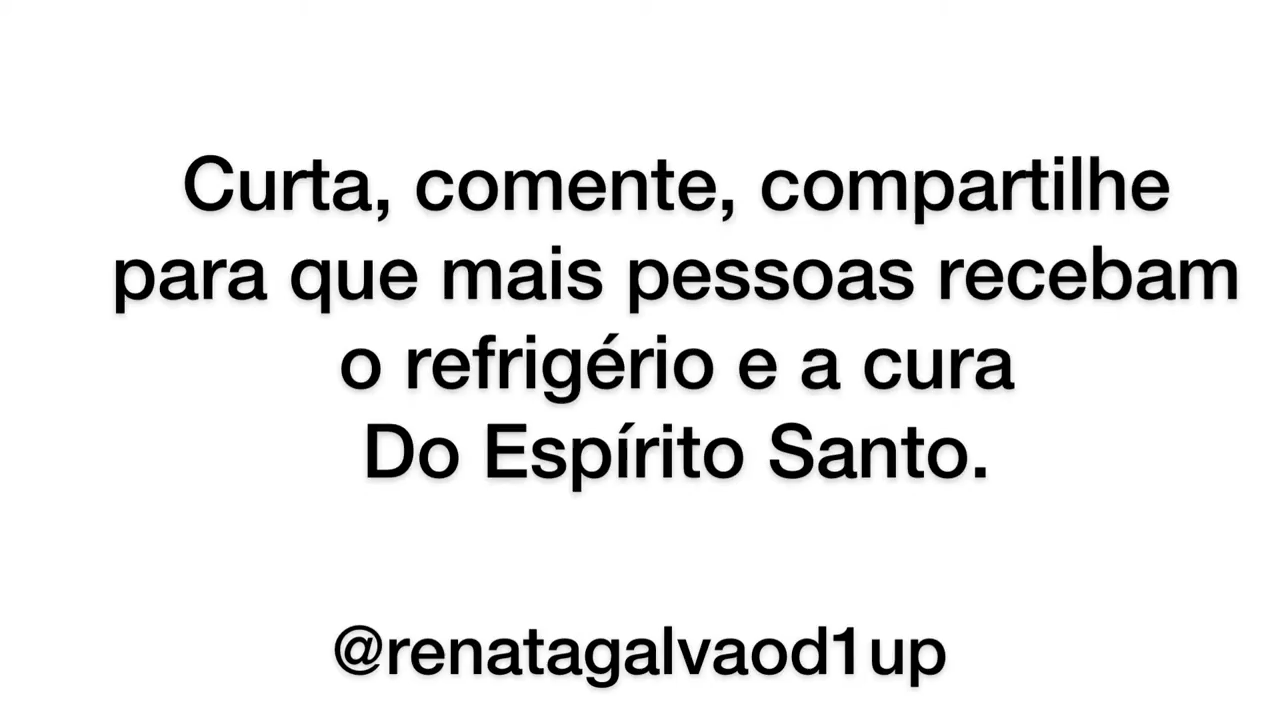 Curta, comente, compartilhe
para que mais pessoas recebam
o refrigério e a cura
Do Espírito Santo.
@renatagalvaod1up